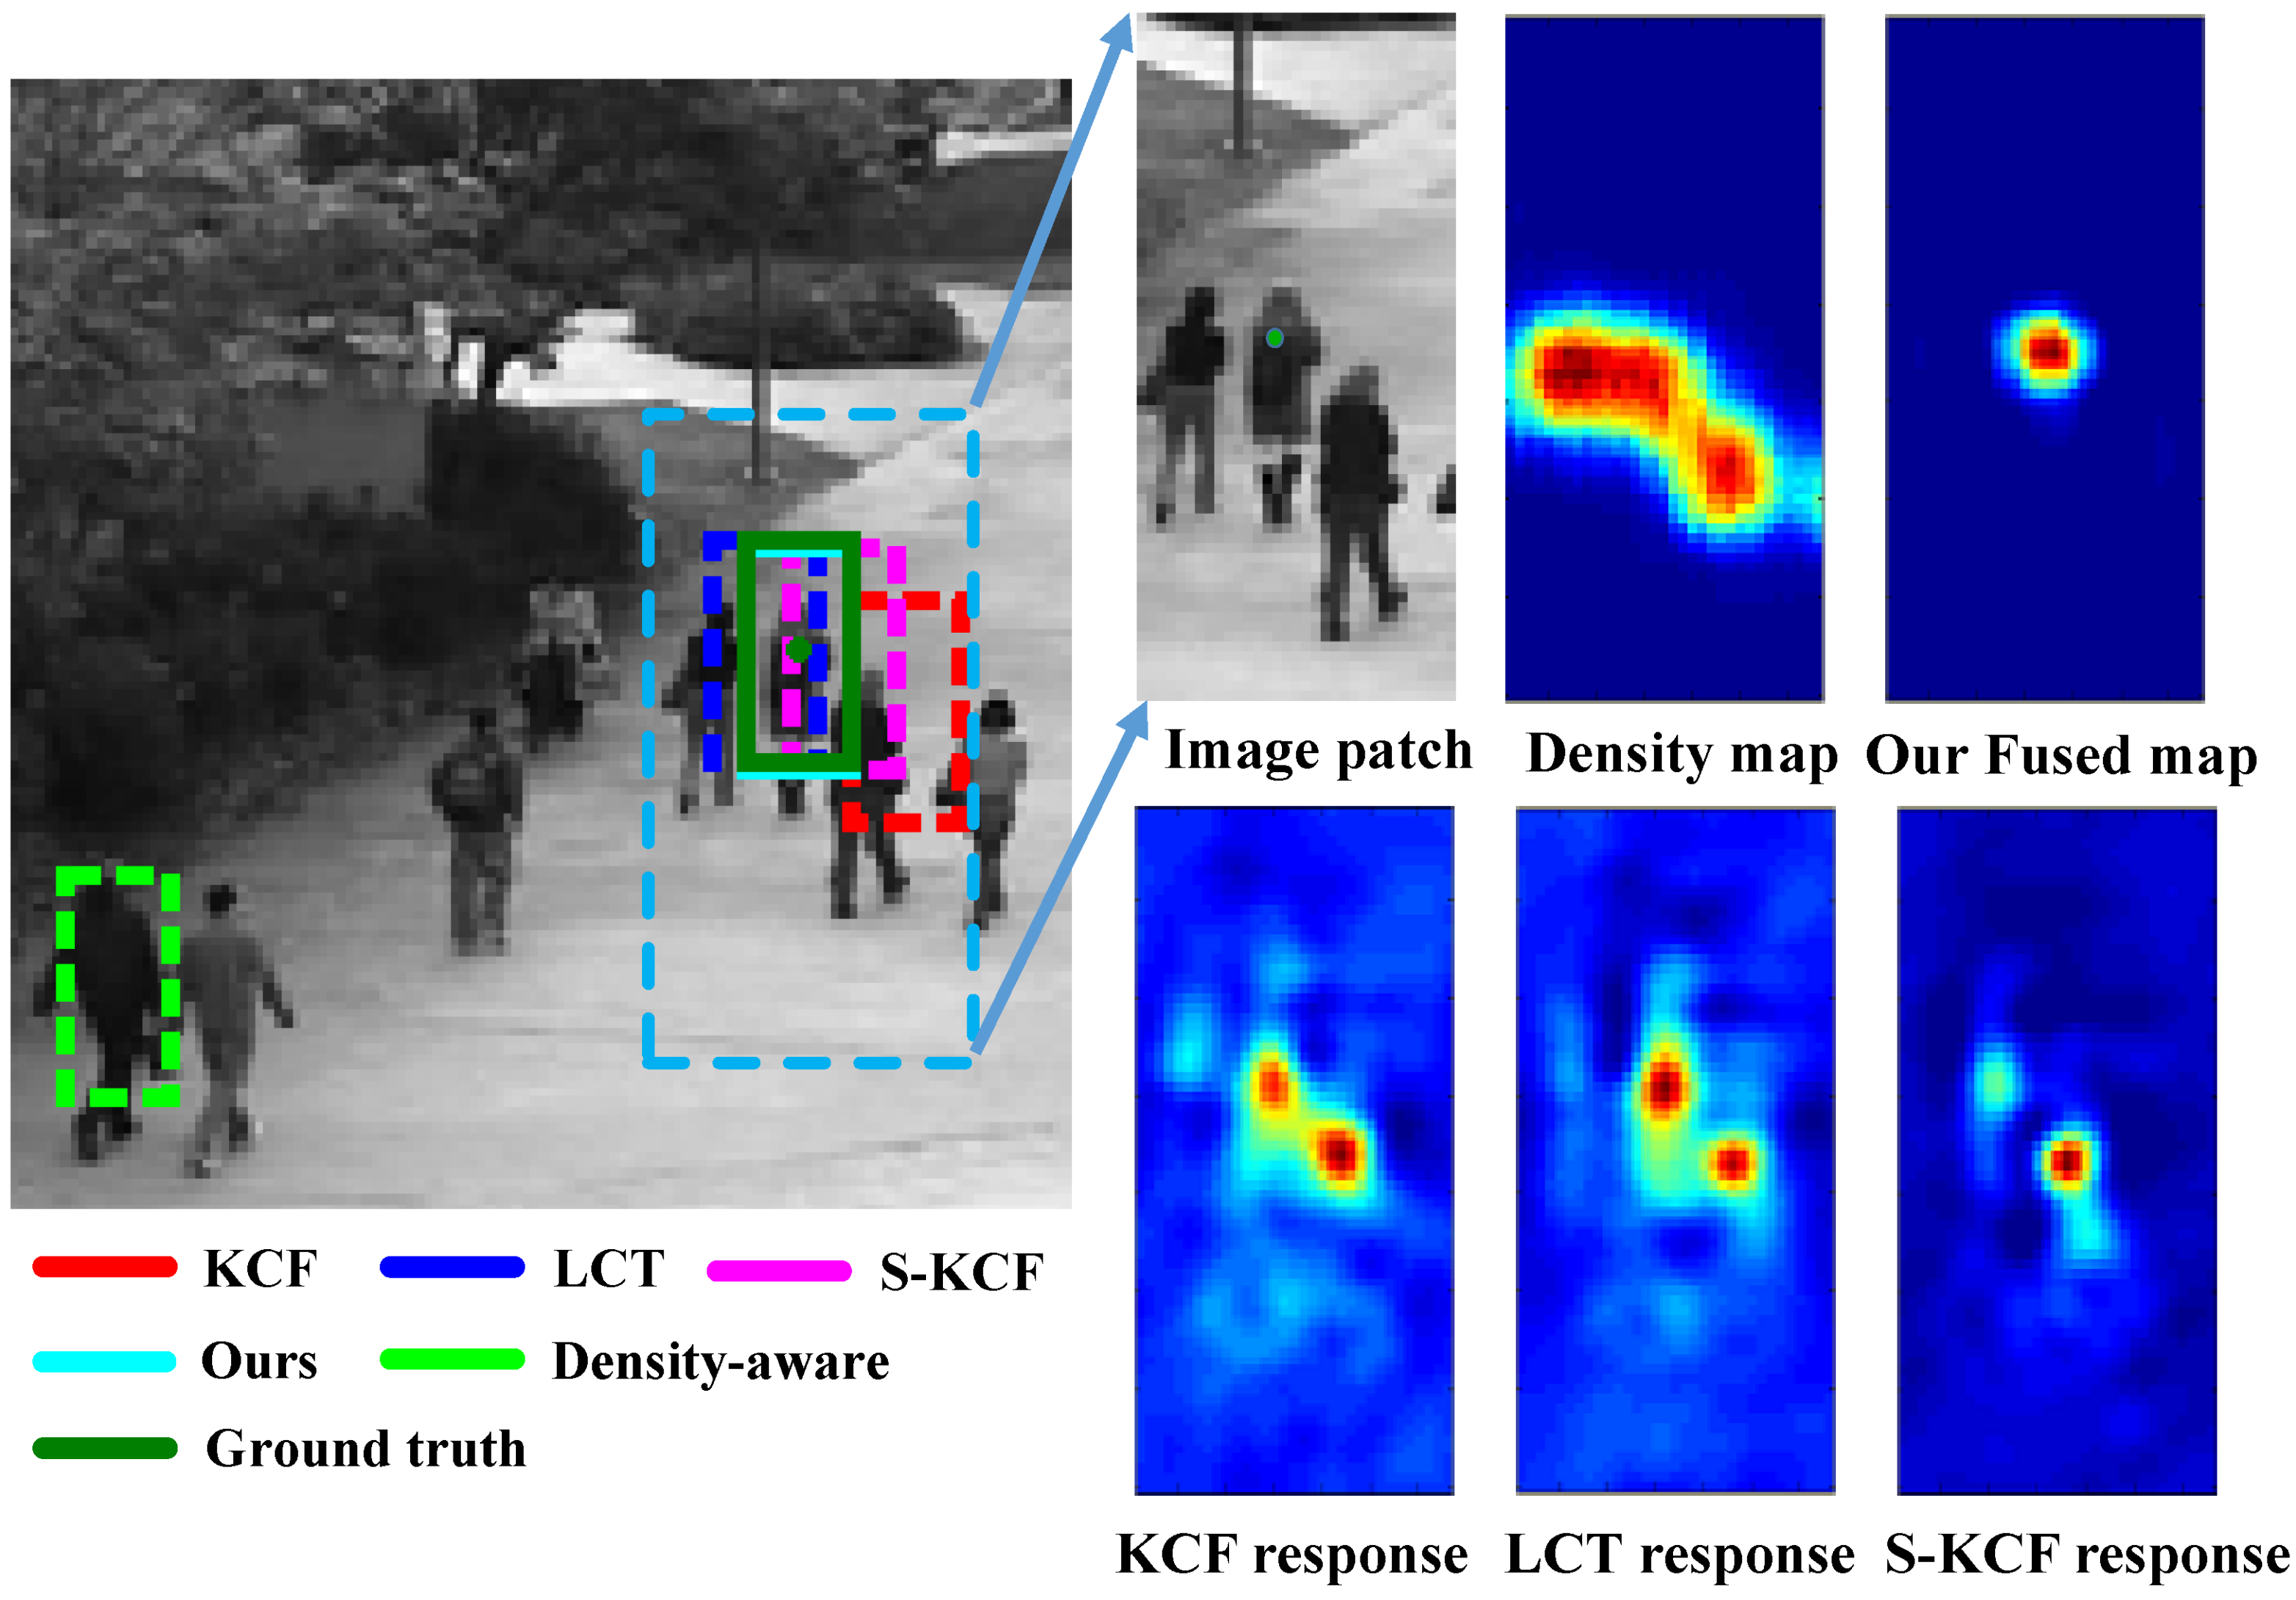 Image patch
Density map
Our Fused map
KCF
LCT
S-KCF
Ours
Density-aware
Ground truth
KCF response
LCT response
S-KCF response